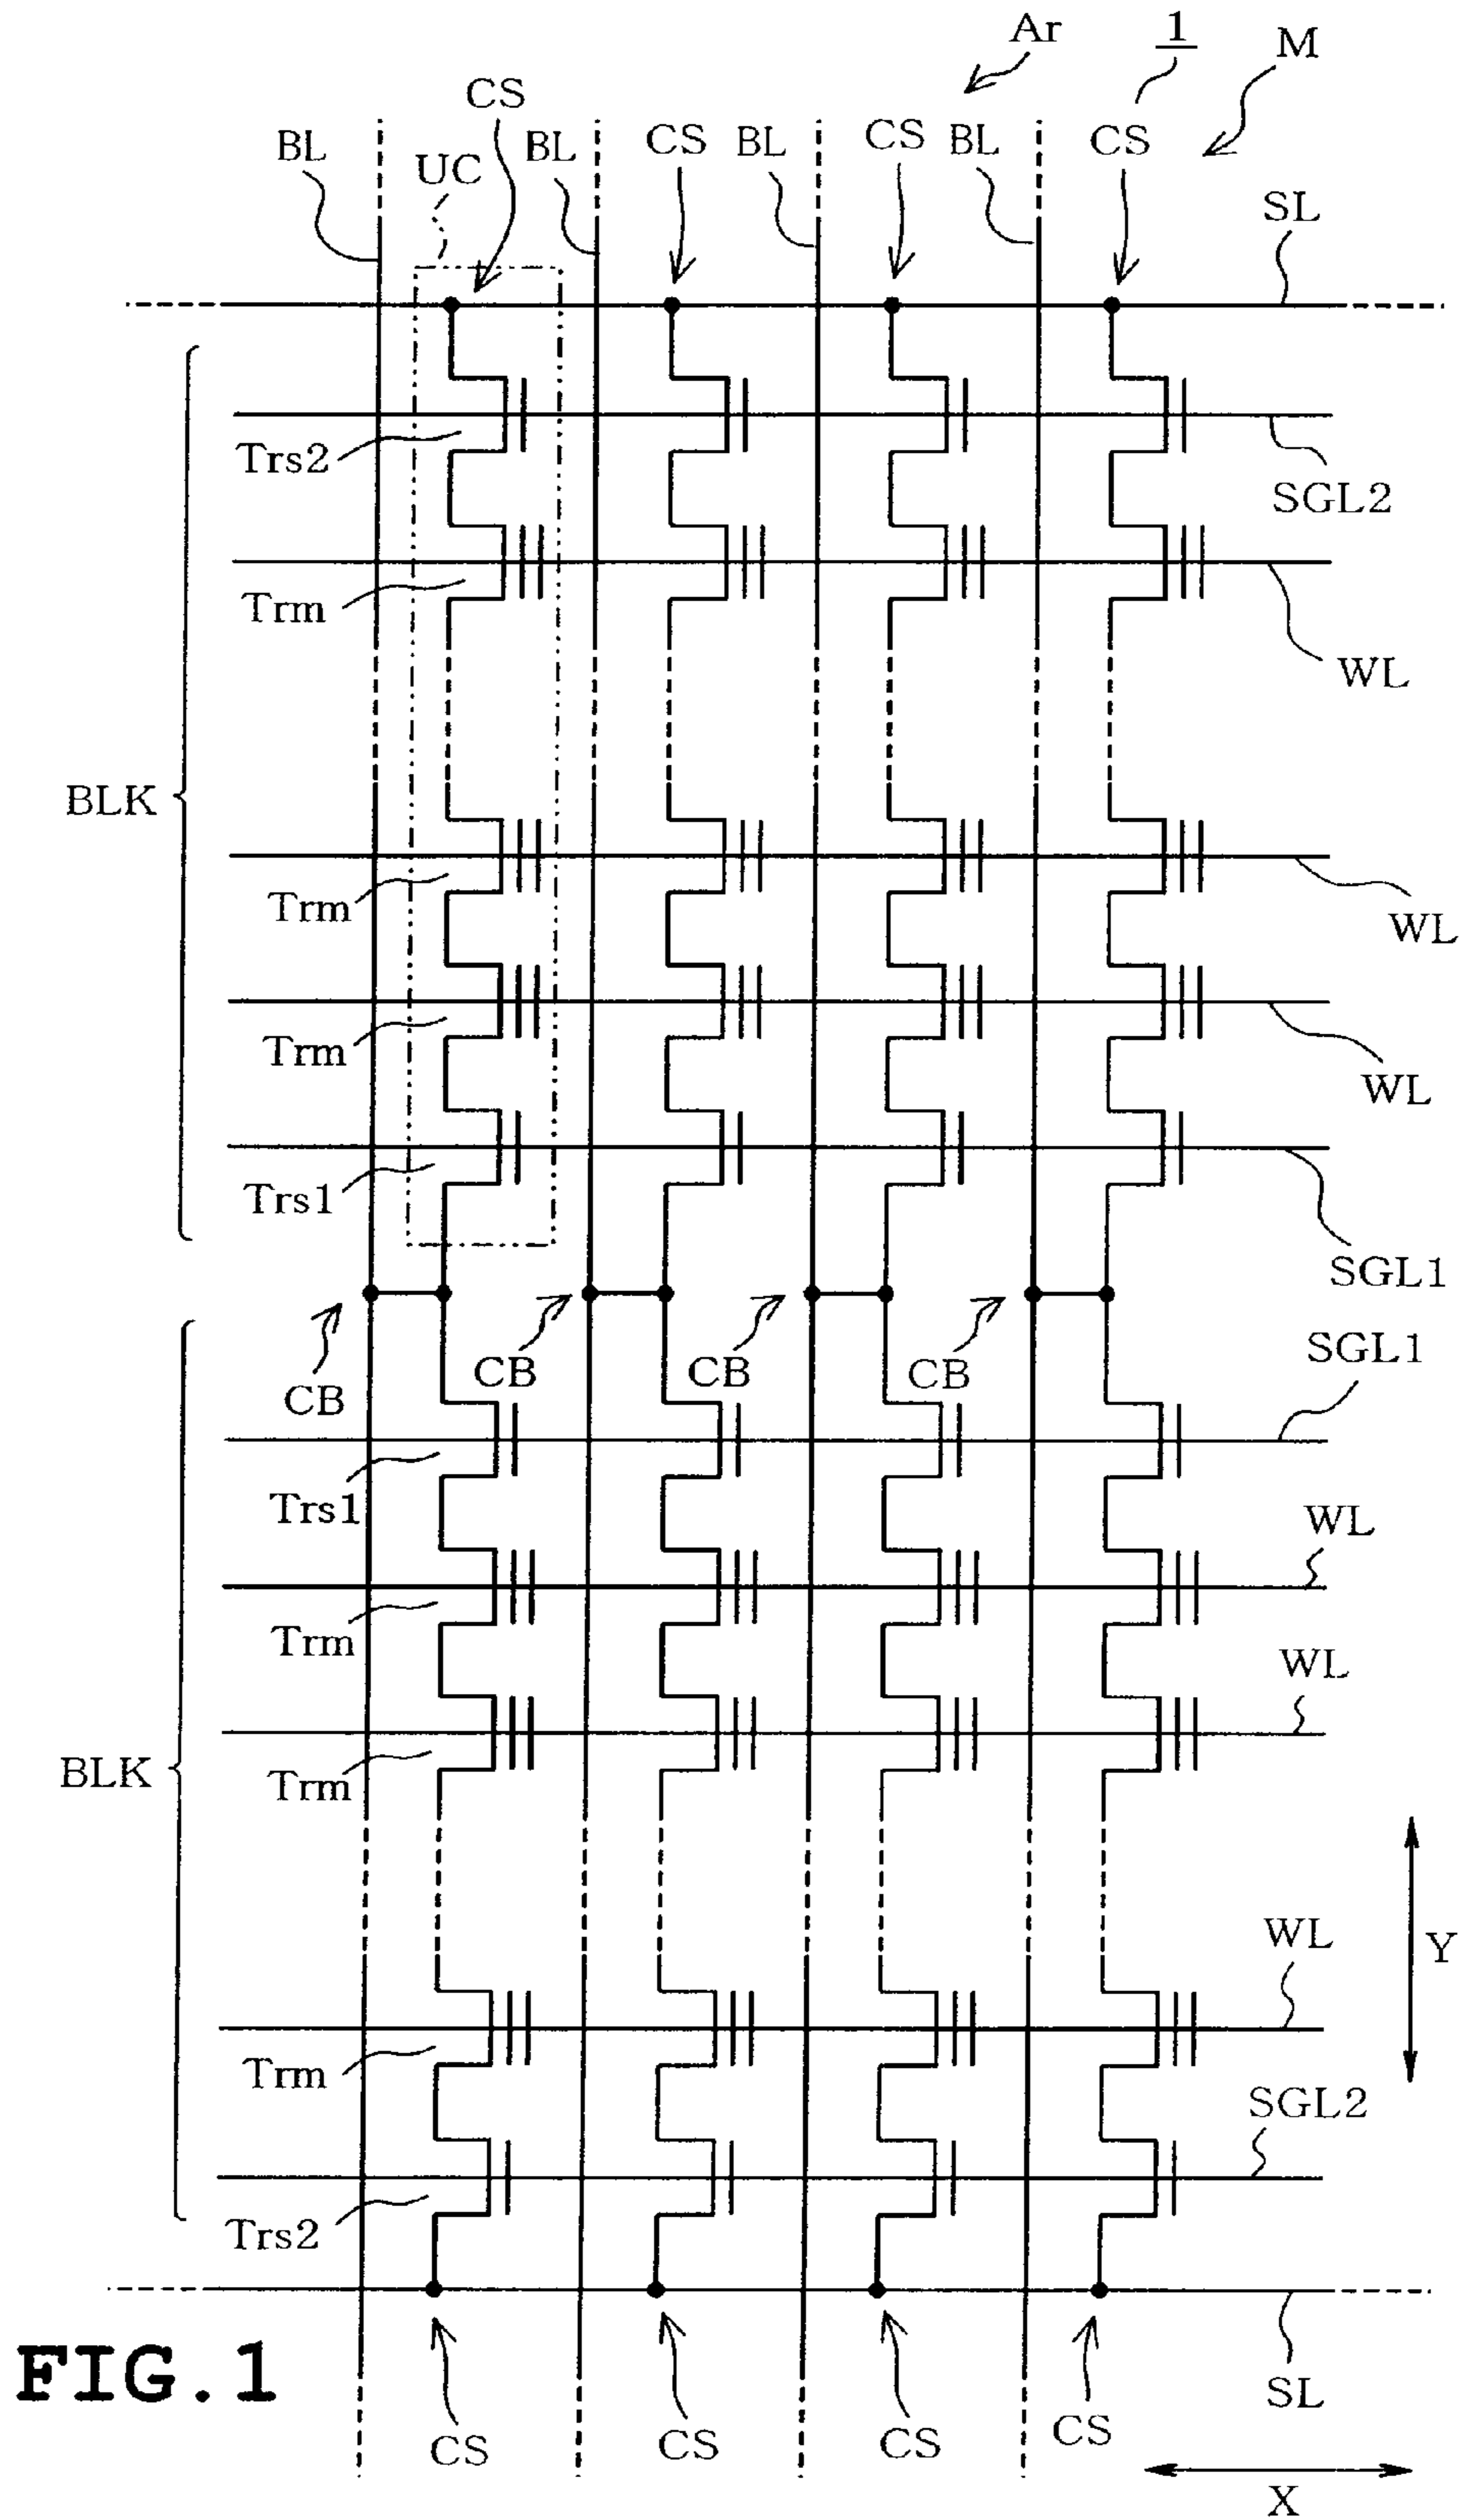 Ar
1
M
CS
BL
UC
BL
CS
BL
CS
BL
CS
SL
Trs2
SGL2
Trm
WL
BLK
Trm
WL
Trm
WL
Trs1
SGL1
CB
CB
CB
CB
SGL1
Trs1
WL
Trm
WL
BLK
Trm
WL
Y
Trm
SGL2
Trs2
FIG.1
SL
CS
CS
CS
CS
X